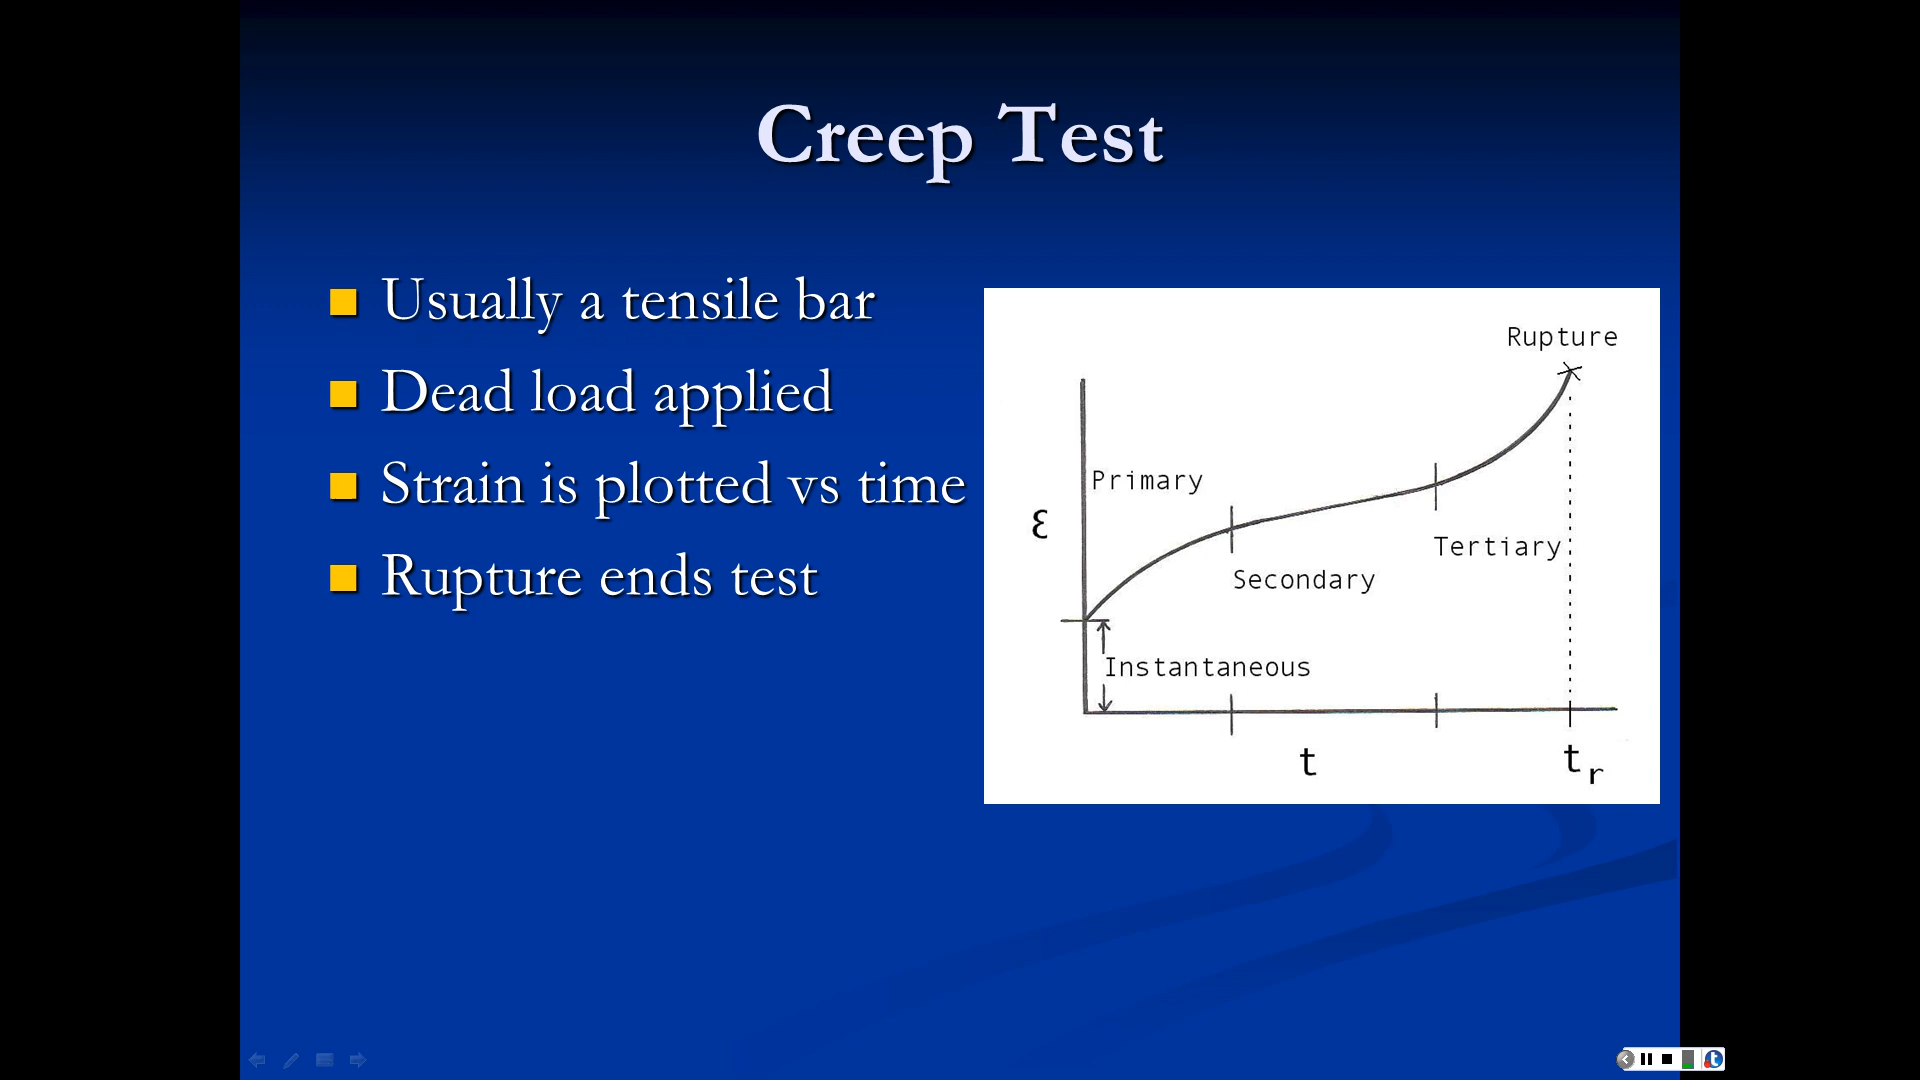 Creep Test
Usually a tensile bar
Dead load applied
Strain is plotted vs time
Rupture ends test
Rupture
Primary
ε
Tertiary
Secondary
Instantaneous
t
tr